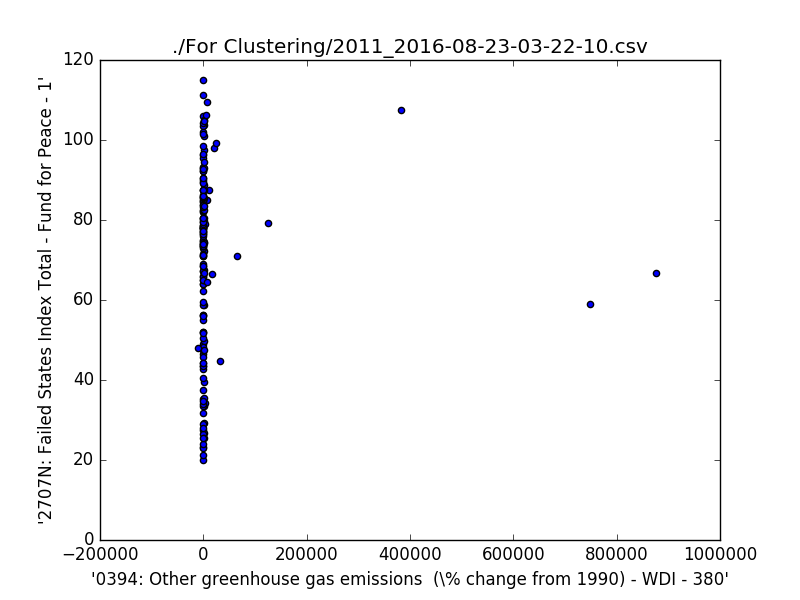 ./For Clustering/2011_2016-08-23-03-22-10.csv
'2707N: Failed States Index Total - Fund for Peace - 1'
120
100
80
60
40
20
0
−200000 0 200000 400000 600000 800000 1000000
'0394: Other greenhouse gas emissions  (\% change from 1990) - WDI - 380'